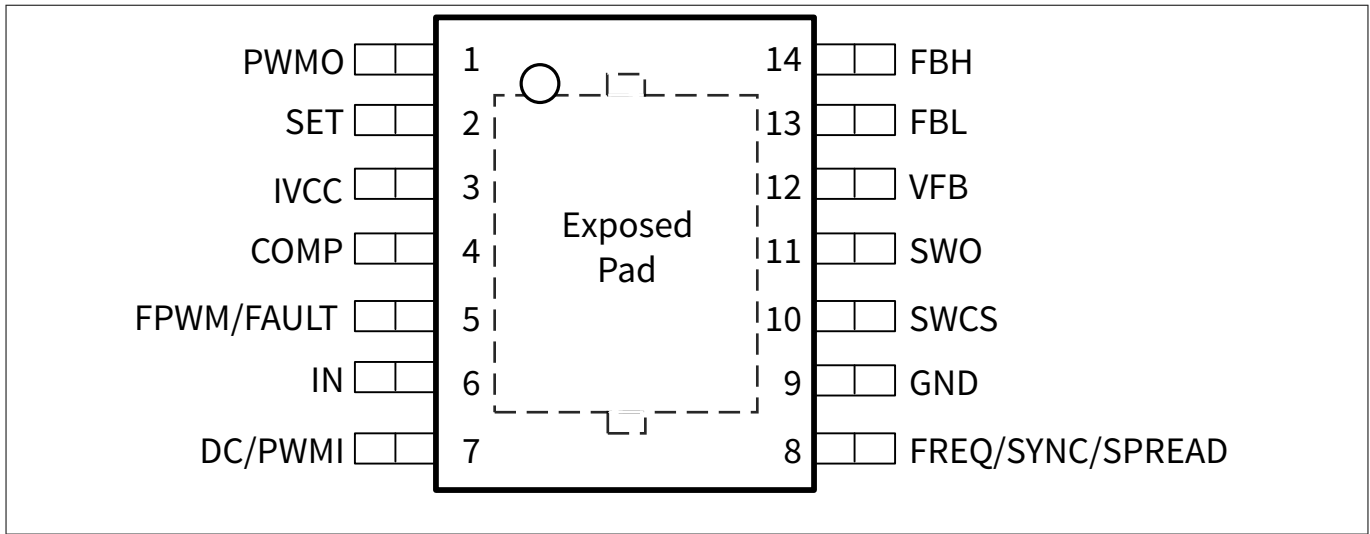 PWMO 1 14 FBH
SET 2 13 FBL
IVCC 3 12 VFB
Exposed
Pad
COMP 4 11 SWO
FPWM/FAULT 5 10 SWCS
IN 6 9 GND
DC/PWMI 7 8 FREQ/SYNC/SPREAD